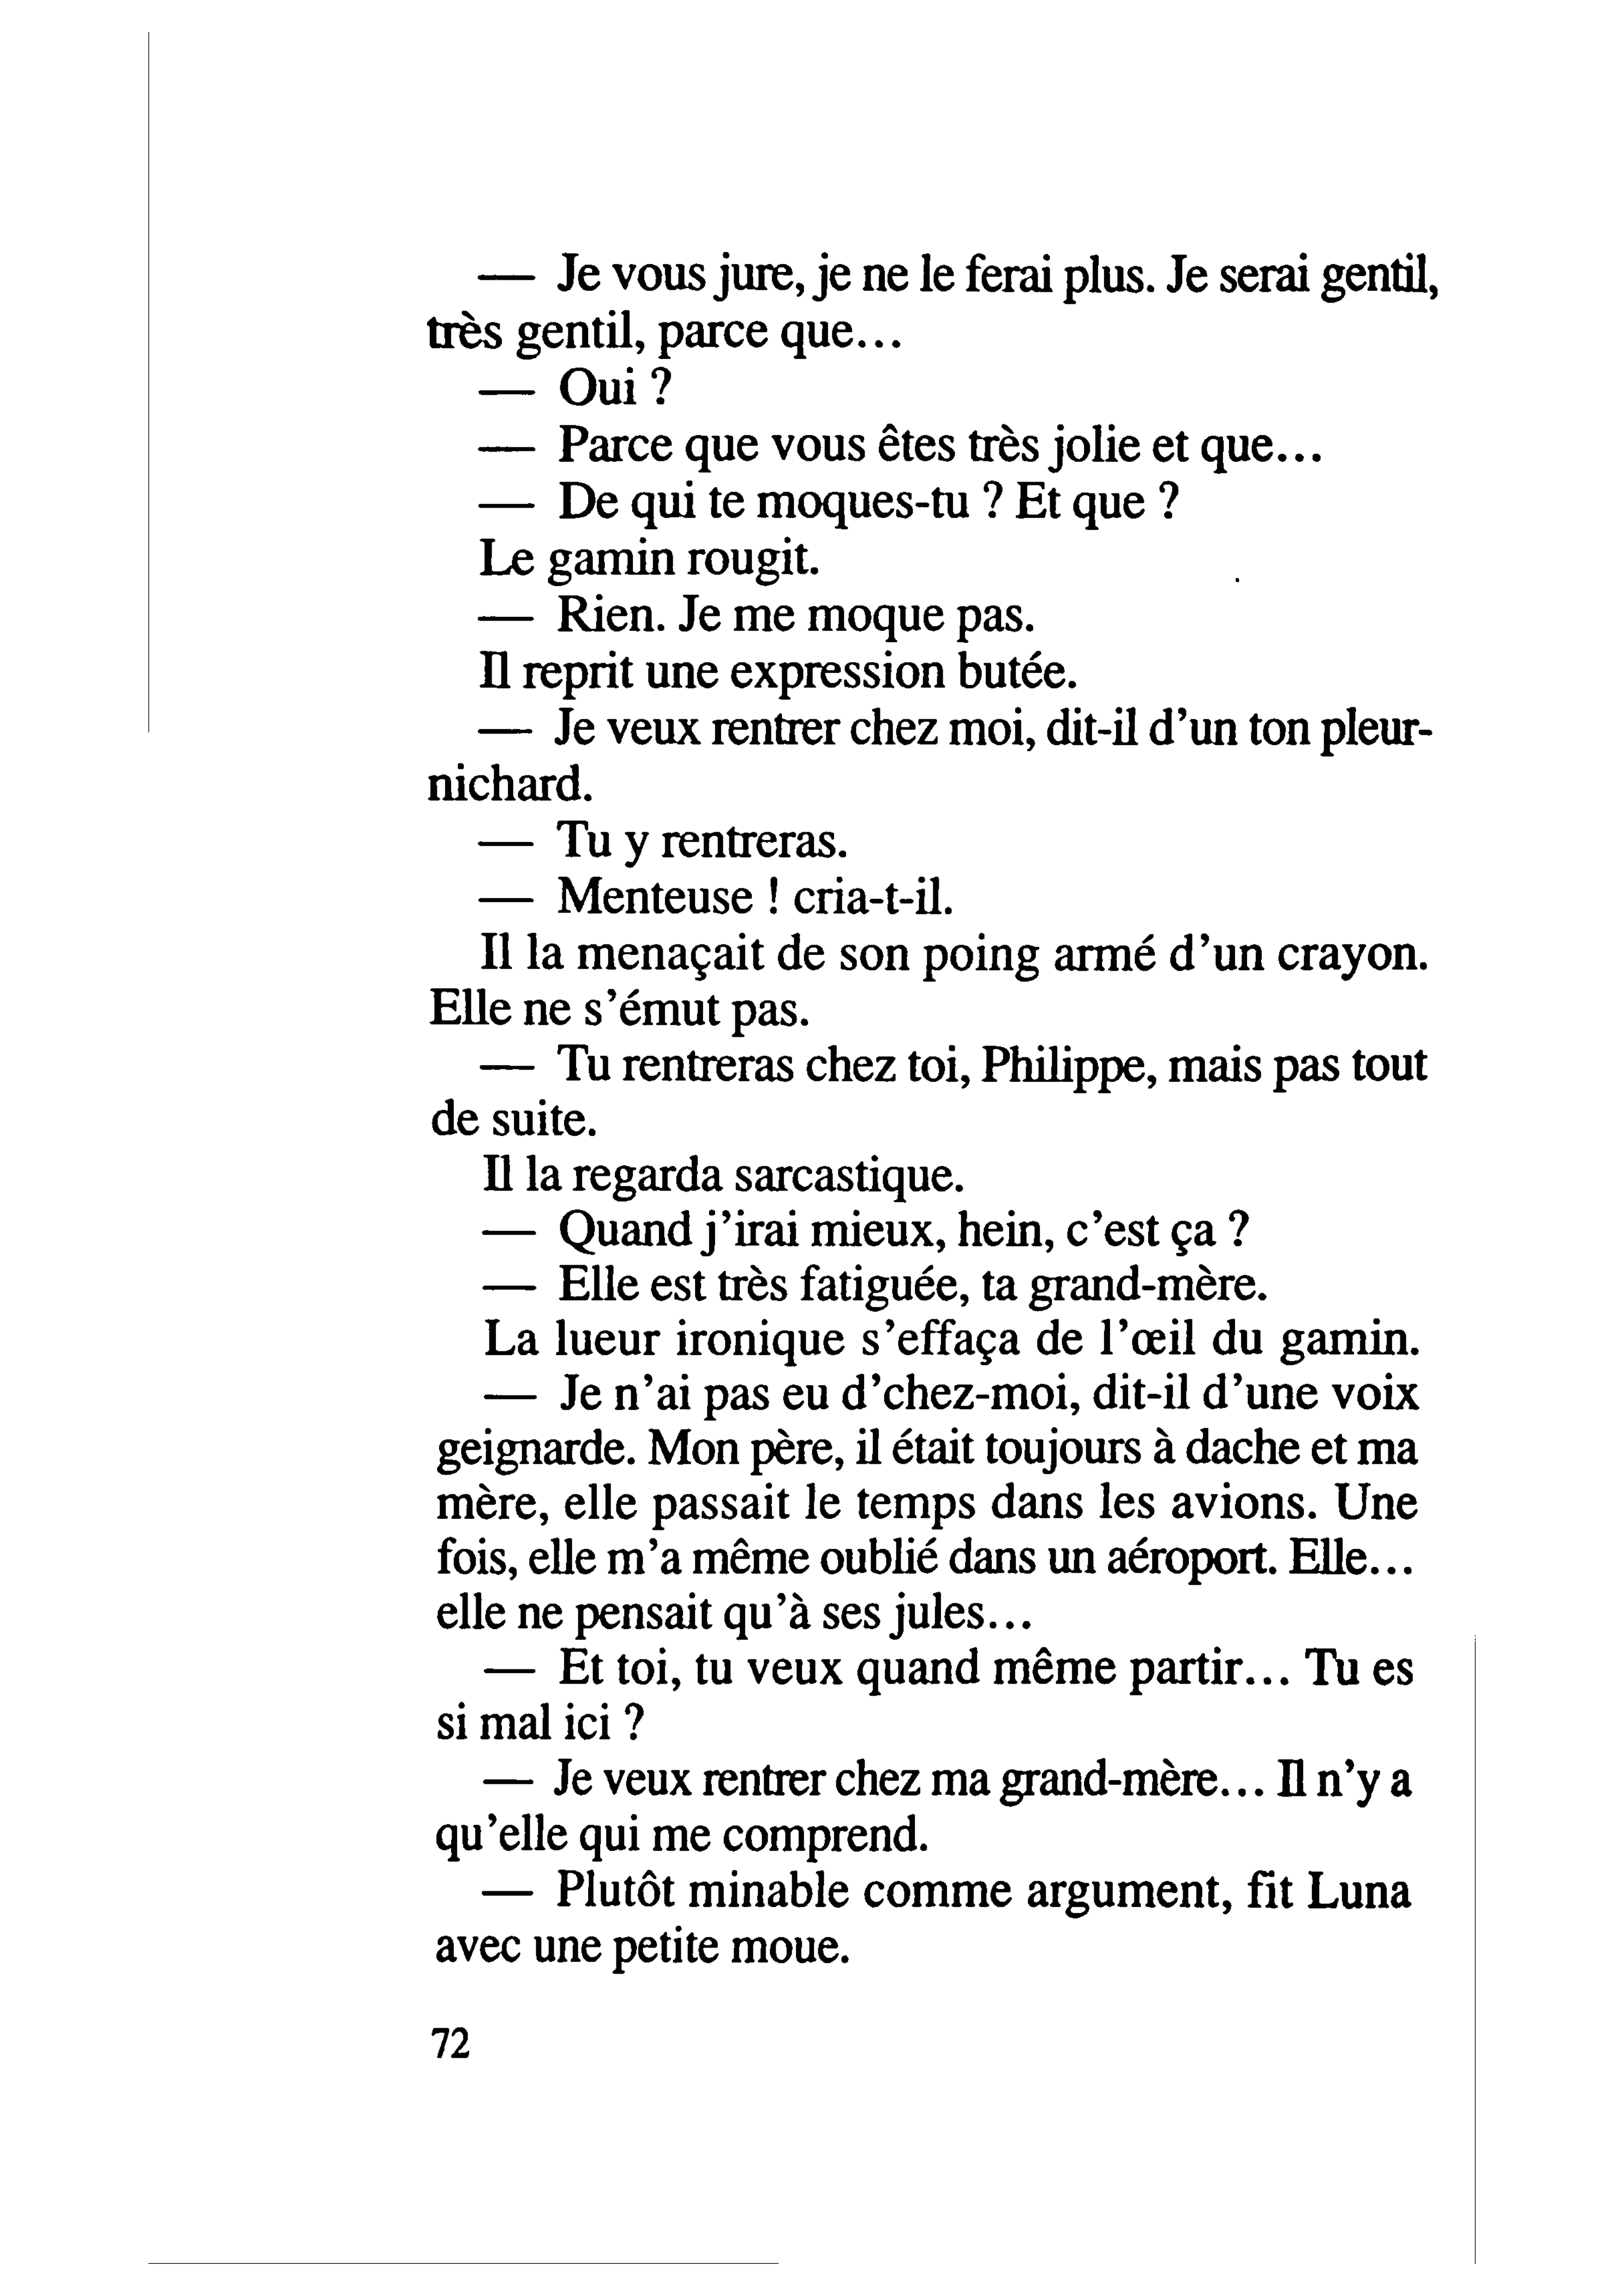 — Je vous jure, je ne le ferai plus. Je serai gentil,
très gentil, parce que...
— Oui ?
— Parce que vous êtes très jolie et que...
— De qui te moques-tu ? Et que ?
Le gamin rougit.
— Rien. Je me moque pas.
Il reprit une expression butée.
— Je veux rentrer chez moi, dit-il d'un ton pleur-
nichard.
— Tu y rentreras.
— Menteuse ! cria-t-il.
Il la menaçait de son poing armé d'un crayon.
Elle ne s'émut pas.
— Tu rentreras chez toi, Philippe, mais pas tout
de suite.
Il la regarda sarcastique.
— Quand j'irai mieux, hein, c'est ça ?
— Elle est très fatiguée, ta grand-mère.
La lueur ironique s'effaça de l'œil du gamin.
— Je n'ai pas eu d'chez-moi, dit-il d'une voix
geignarde. Mon père, il était toujours à dache et ma
mère, elle passait le temps dans les avions. Une
fois, elle m'a même oublié dans un aéroport. Elle...
elle ne pensait qu'à ses jules...
— Et toi, tu veux quand même partir... Tu es
si mal ici ?
— Je veux rentrer chez ma grand-mère... Il n'y a
qu'elle qui me comprend.
— Plutôt minable comme argument, fit Luna
avec une petite moue.
72